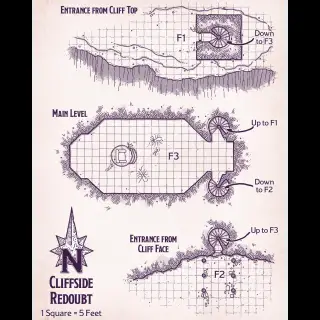 Entrance from Cliff Top
F1
Down
to F3
Main Level
Up to F1
F3
Down
to F2
Entrance from
Cliff Face
Up to F3
F2
N
Cliffside
Redoubt
1 Square = 5 Feet